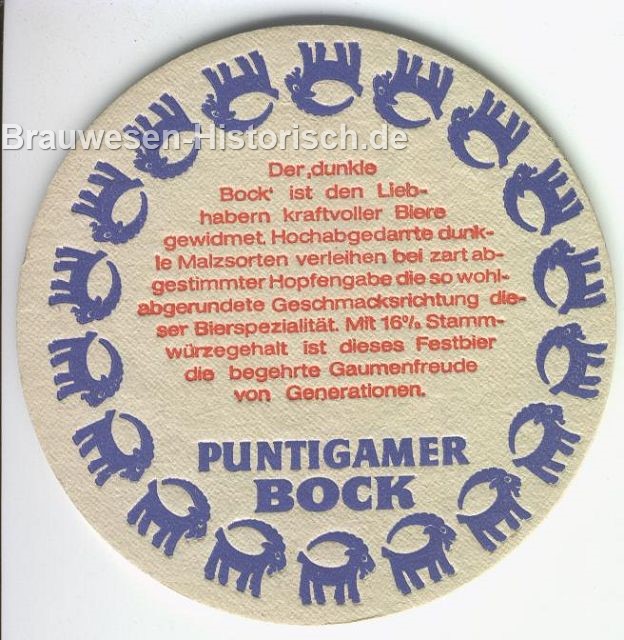 Brauwesen-Historisch.de
Der ‚dunkle
Bock‘ ist den Lieb-
habern kraftvoller Biere
gewidmet. Hochabgedarrte dunk-
le Malzsorten verleihen bei zart ab-
gestimmter Hopfengabe die so wohl-
abgerundete Geschmacksrichtung die-
ser Bierspezialität. Mit 16% Stamm-
würzegehalt ist dieses Festbier
die begehrte Gaumenfreude
von Generationen.
PUNTIGAMER
BOCK